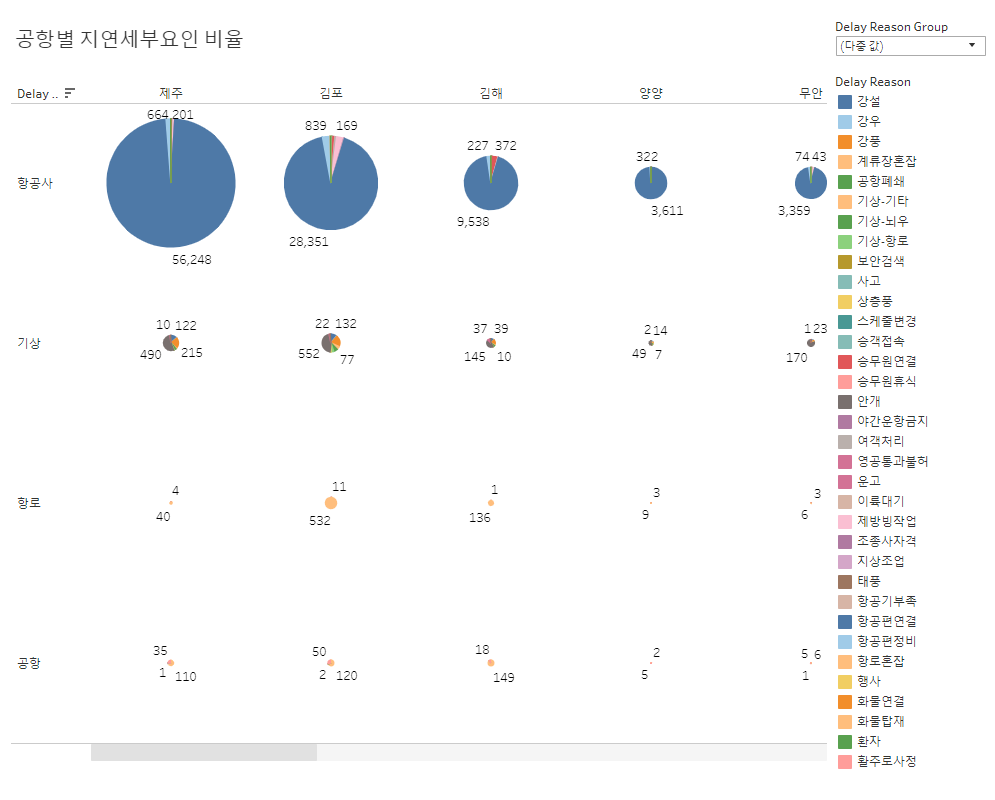 공항별 지연세부요인 비율
Delay Reason Group
(다중 값)
Delay ..
제주 김포 김해 양양 무안
항공사
664 201
56,248
839 169
28,351
227 372
9,538
322
3,611
74 43
3,359
기상
10 122
490 215
22 132
552 77
37 39
145 10
2 14
49 7
1 23
170
항로
4
40
11
532
1
136
3
9
3
6
공항
35
1 110
50
2 120
18
149
2
5
5 6
1
Delay Reason
강설
강우
강풍
계류장혼잡
공항폐쇄
기상-기타
기상-뇌우
기상-항로
보안검색
사고
상층풍
스케줄변경
승객접속
승무원연결
승무원휴식
안개
야간운항금지
여객처리
영공통과불허
운고
이륙대기
제방빙작업
조종사자격
지상조업
태풍
항공기부족
항공편연결
항공편정비
항로혼잡
행사
화물연결
화물탑재
환자
활주로사정